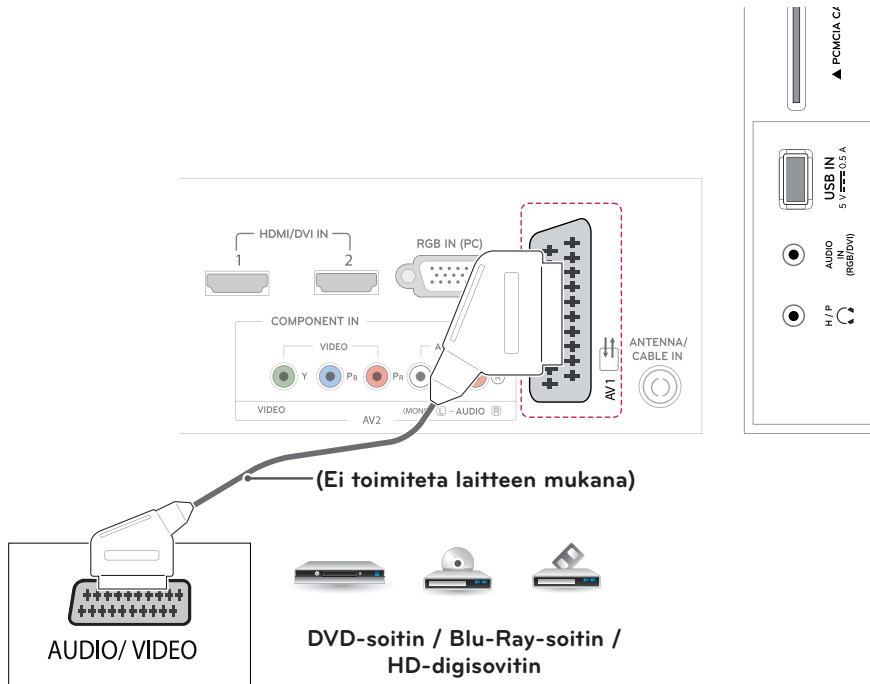 ▲ PCMCIA
USB IN
5 V 0.5 A
AUDIO
IN
(RGB/DVI)
H / P
HDMI/DVI IN
1 2
RGB IN (PC)
COMPONENT IN
VIDEO
Y PB PR R
VIDEO L - AUDIO R
AV2
AV1
ANTENNA/
CABLE IN
(Ei toimiteta laitteen mukana)
AUDIO/ VIDEO
DVD-soitin / Blu-Ray-soitin /
HD-digisovitin